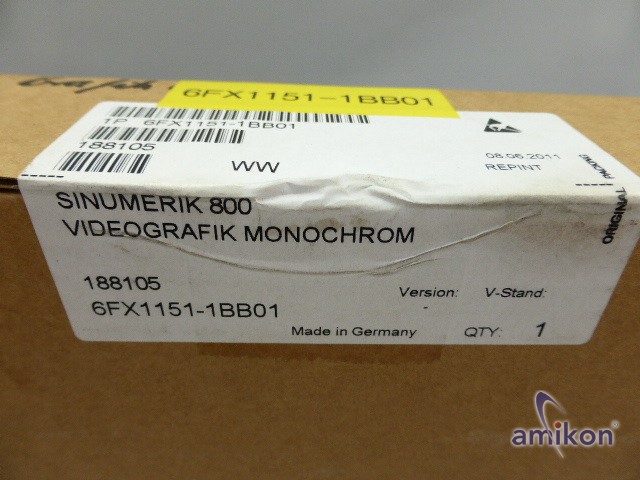 6FX1151-1BB01
1P 6FX1151-1BB01
188105
WW
08.06.2011
REPINT
ORIGINAL
PACKING
SINUMERIK 800
VIDEOGRAFIK MONOCHROM
188105
Version: V-Stand:
6FX1151-1BB01
-
Made in Germany QTY: 1
amikon